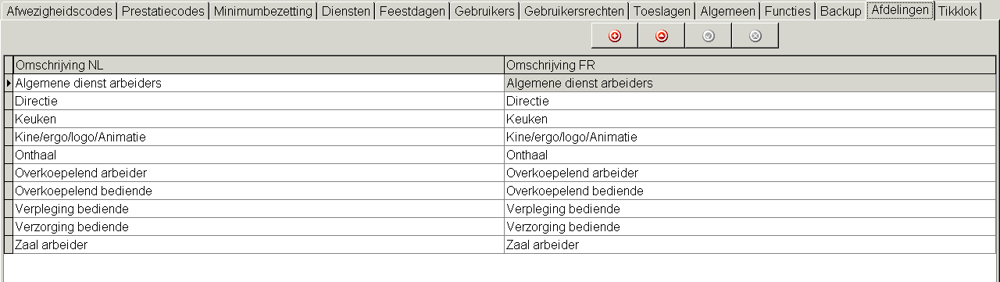 Afwezigheidscodes Prestatiecodes Minimumbezetting Diensten Feestdagen Gebruikers Gebruikersrechten Toeslagen Algemeen Functies Backup Afdelingen Tikklok
Omschrijving NL Omschrijving FR
Algemene dienst arbeiders Algemene dienst arbeiders
Directie Directie
Keuken Keuken
Kine/ergo/logo/Animatie Kine/ergo/logo/Animatie
Onthaal Onthaal
Overkoepelend arbeider Overkoepelend arbeider
Overkoepelend bediende Overkoepelend bediende
Verpleging bediende Verpleging bediende
Verzorging bediende Verzorging bediende
Zaal arbeider Zaal arbeider